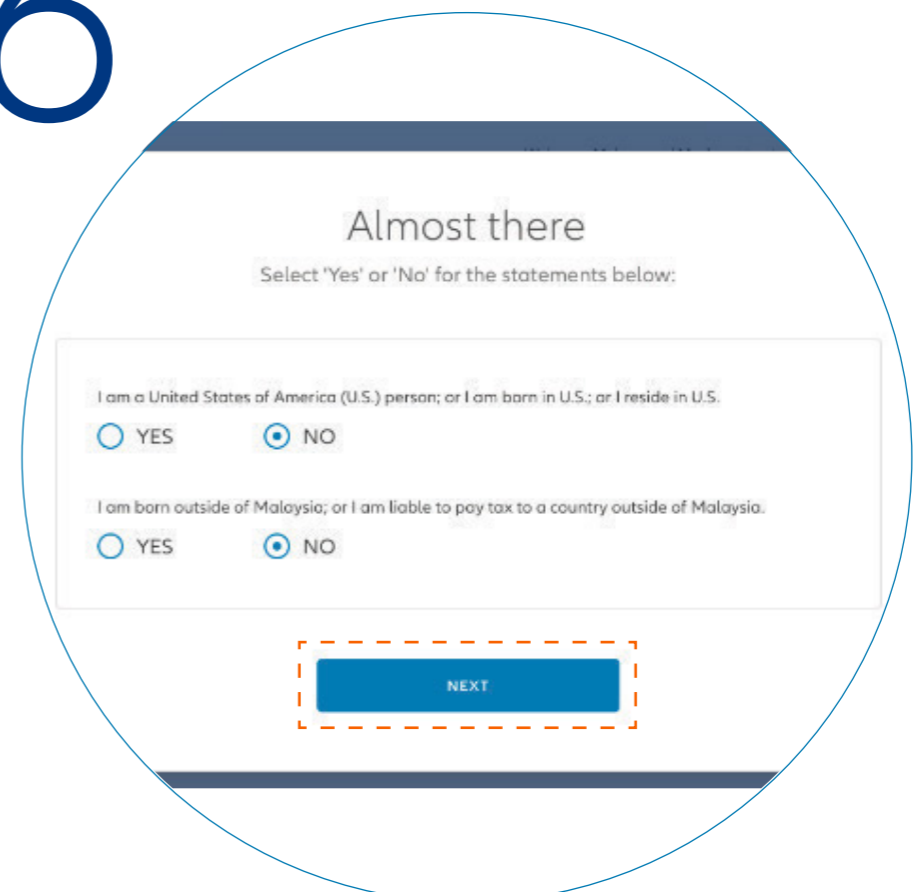 6
Almost there
Select 'Yes' or 'No' for the statements below:
I am a United States of America (U.S.) person; or I am born in U.S.; or I reside in U.S.
YES NO
I am born outside of Malaysia; or I am liable to pay tax to a country outside of Malaysia.
YES NO
NEXT